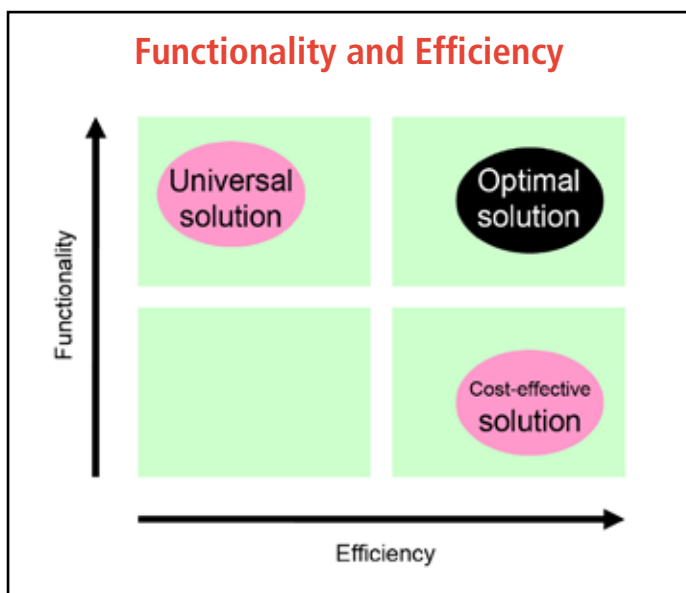 Functionality and Efficiency
Universal
solution
Optimal
solution
Functionality
Cost-effective
solution
Efficiency